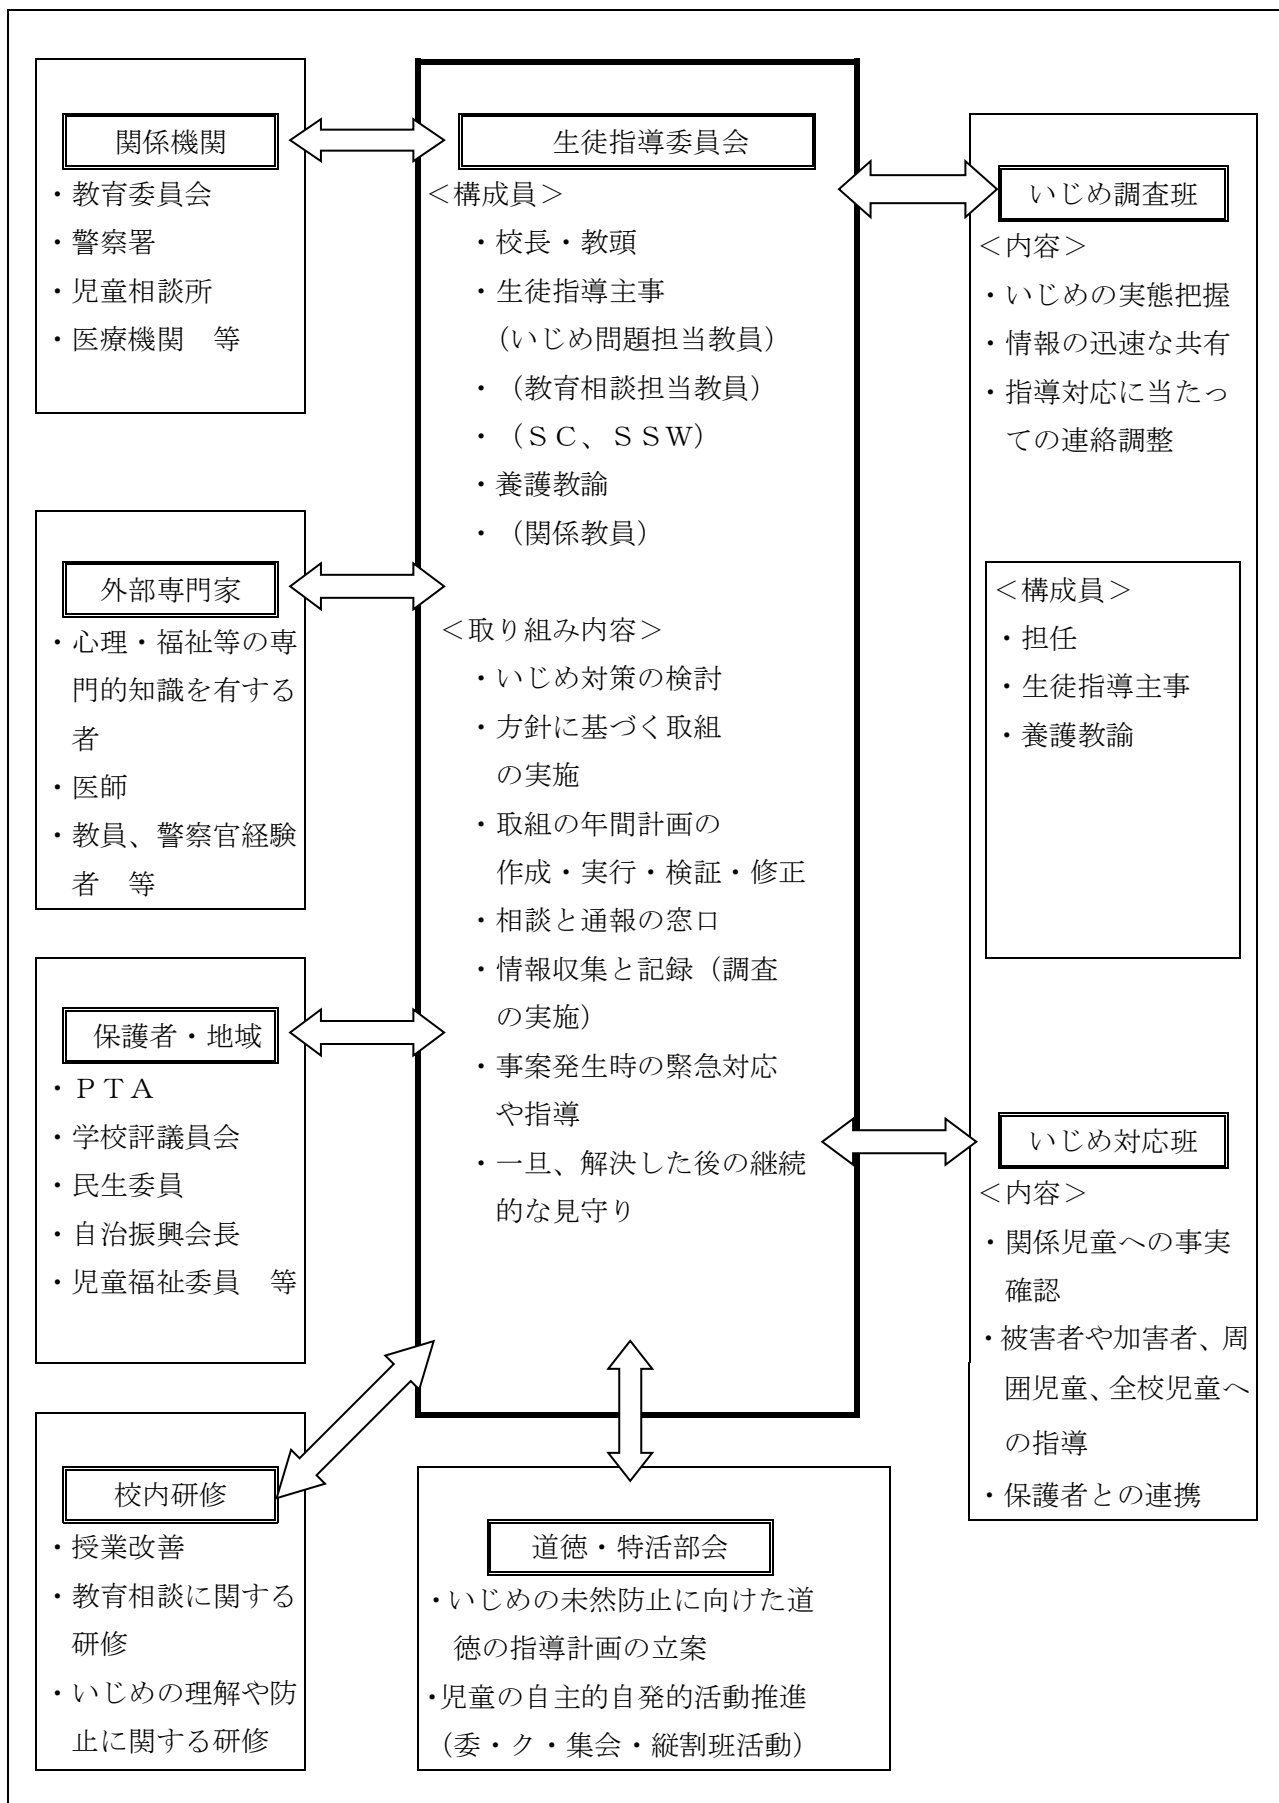 関係機関
・教育委員会
・警察署
・児童相談所
・医療機関　等
外部専門家
・心理・福祉等の専
門的知識を有する
者
・医師
・教員、警察官経験
者　等
保護者・地域
・ＰＴＡ
・学校評議員会
・民生委員
・自治振興会長
・児童福祉委員　等
校内研修
・授業改善
・教育相談に関する
研修
・いじめの理解や防
止に関する研修
生徒指導委員会
＜構成員＞
・校長・教頭
・生徒指導主事
（いじめ問題担当教員）
・（教育相談担当教員）
・（ＳＣ、ＳＳＷ）
・養護教諭
・（関係教員）
＜取り組み内容＞
・いじめ対策の検討
・方針に基づく取組
の実施
・取組の年間計画の
作成・実行・検証・修正
・相談と通報の窓口
・情報収集と記録（調査
の実施）
・事案発生時の緊急対応
や指導
・一旦、解決した後の継続
的な見守り
道徳・特活部会
・いじめの未然防止に向けた道
徳の指導計画の立案
・児童の自主的自発的活動推進
（委・ク・集会・縦割班活動）
いじめ調査班
＜内容＞
・いじめの実態把握
・情報の迅速な共有
・指導対応に当たっ
ての連絡調整
＜構成員＞
・担任
・生徒指導主事
・養護教諭
いじめ対応班
＜内容＞
・関係児童への事実
確認
・被害者や加害者、周
囲児童、全校児童へ
の指導
・保護者との連携